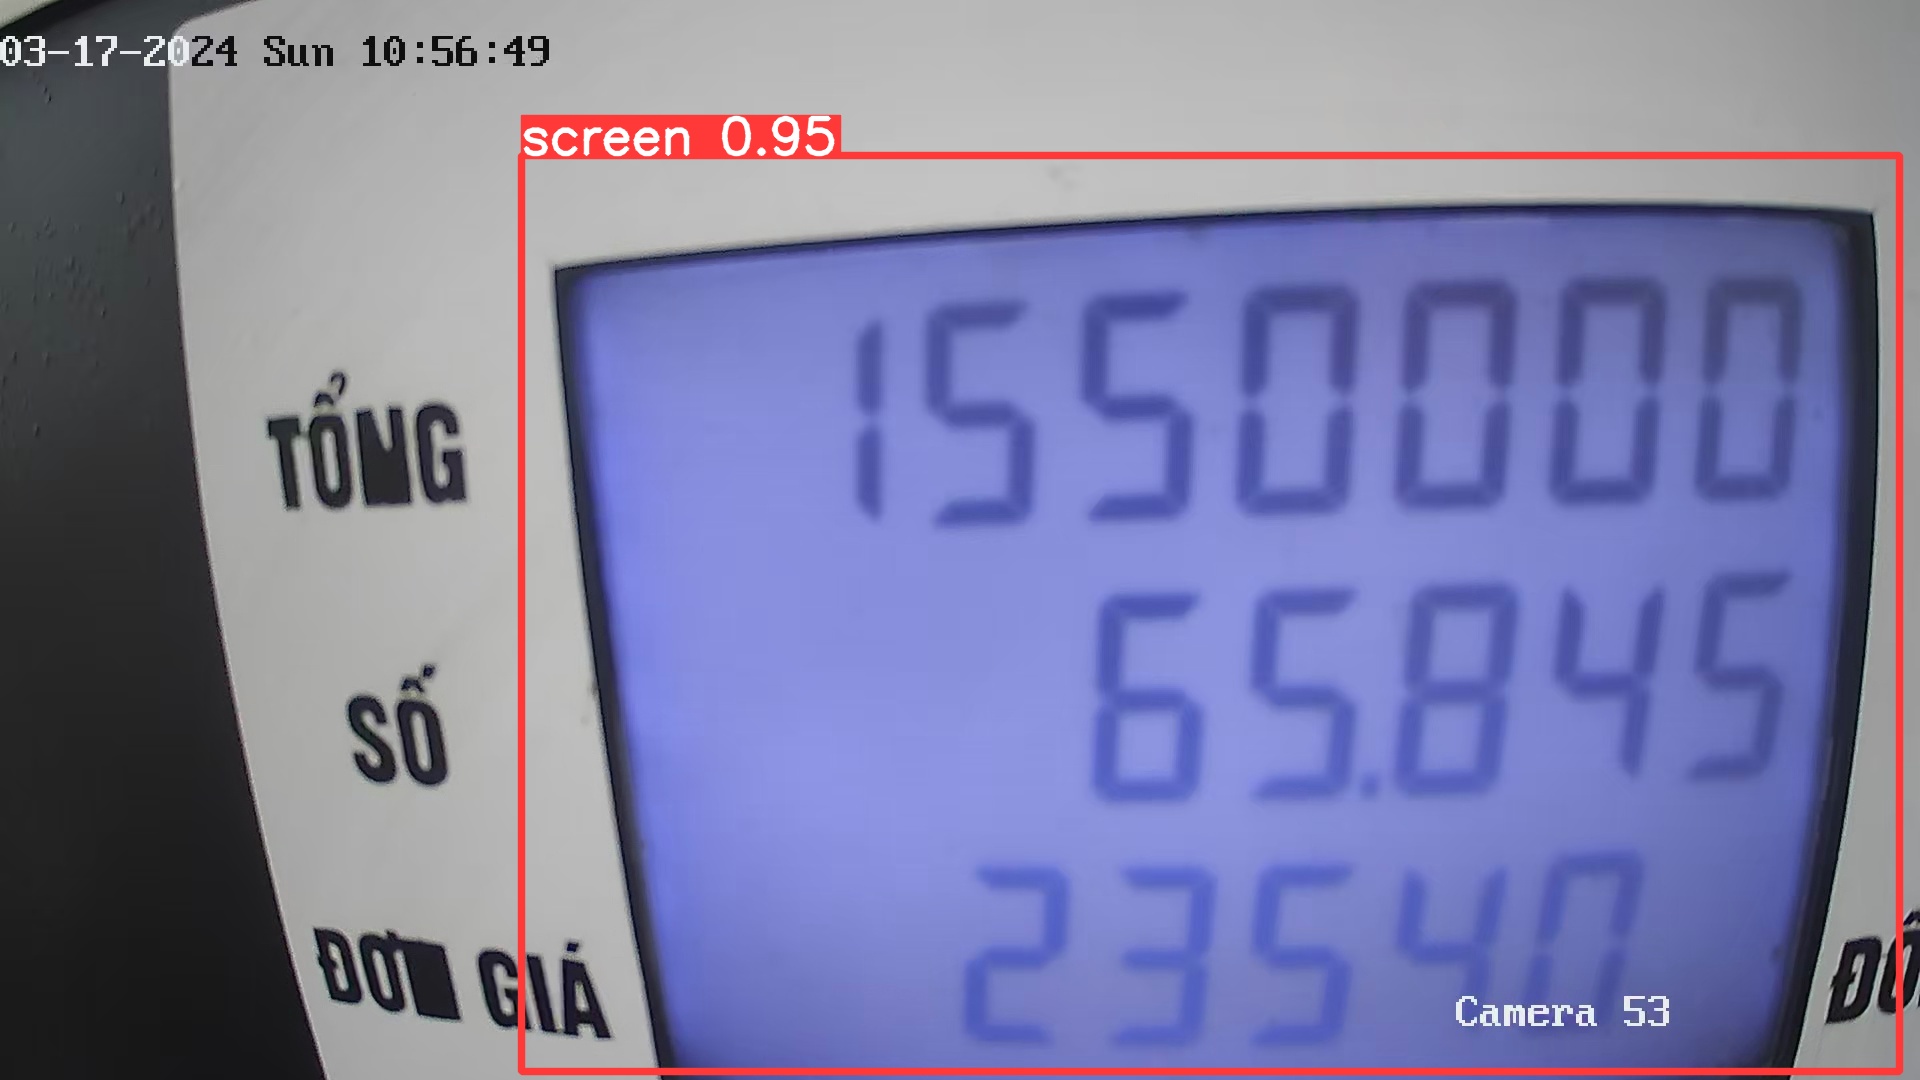 03-17-2024 Sun 10:56:49
screen 0.95
TỔNG 1550000
SỐ 65.845
ĐƠN GIÁ 23540
Camera 53